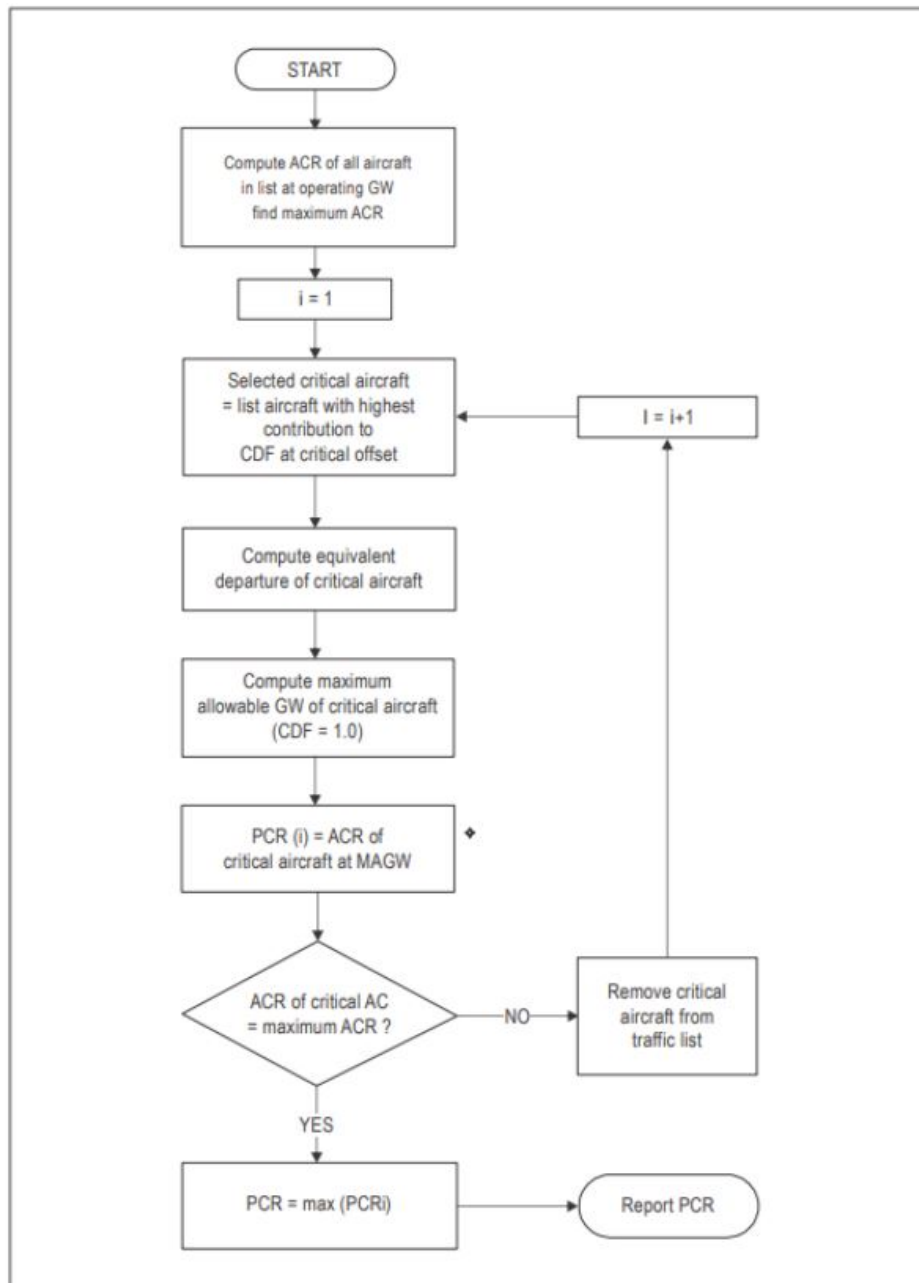 START
Compute ACR of all aircraft
in list at operating GW
find maximum ACR
i = 1
Selected critical aircraft
= list aircraft with highest
contribution to
CDF at critical offset
I = i+1
Compute equivalent
departure of critical aircraft
Compute maximum
allowable GW of critical aircraft
(CDF = 1.0)
PCR (i) = ACR of
critical aircraft at MAGW
ACR of critical AC
= maximum ACR ?
NO
Remove critical
aircraft from
traffic list
YES
PCR = max (PCRi)
Report PCR